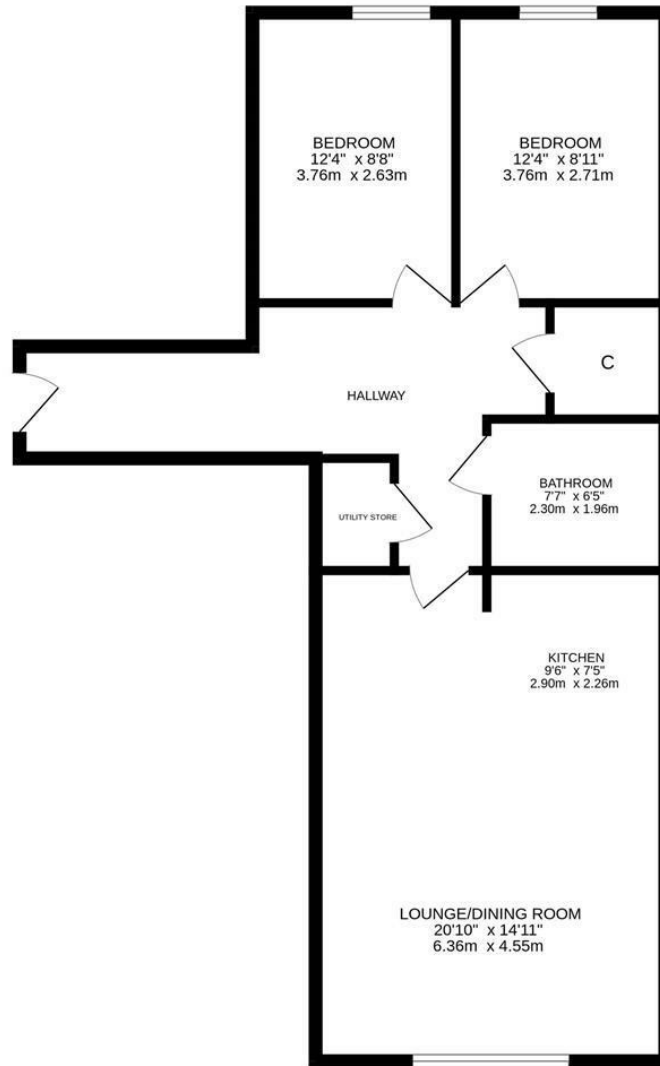 BEDROOM
12'4" x 8'8"
3.76m x 2.63m
BEDROOM
12'4" x 8'11"
3.76m x 2.71m
C
HALLWAY
BATHROOM
7'7" x 6'5"
2.30m x 1.96m
UTILITY STORE
KITCHEN
9'6" x 7'5"
2.90m x 2.26m
LOUNGE/DINING ROOM
20'10" x 14'11"
6.36m x 4.55m